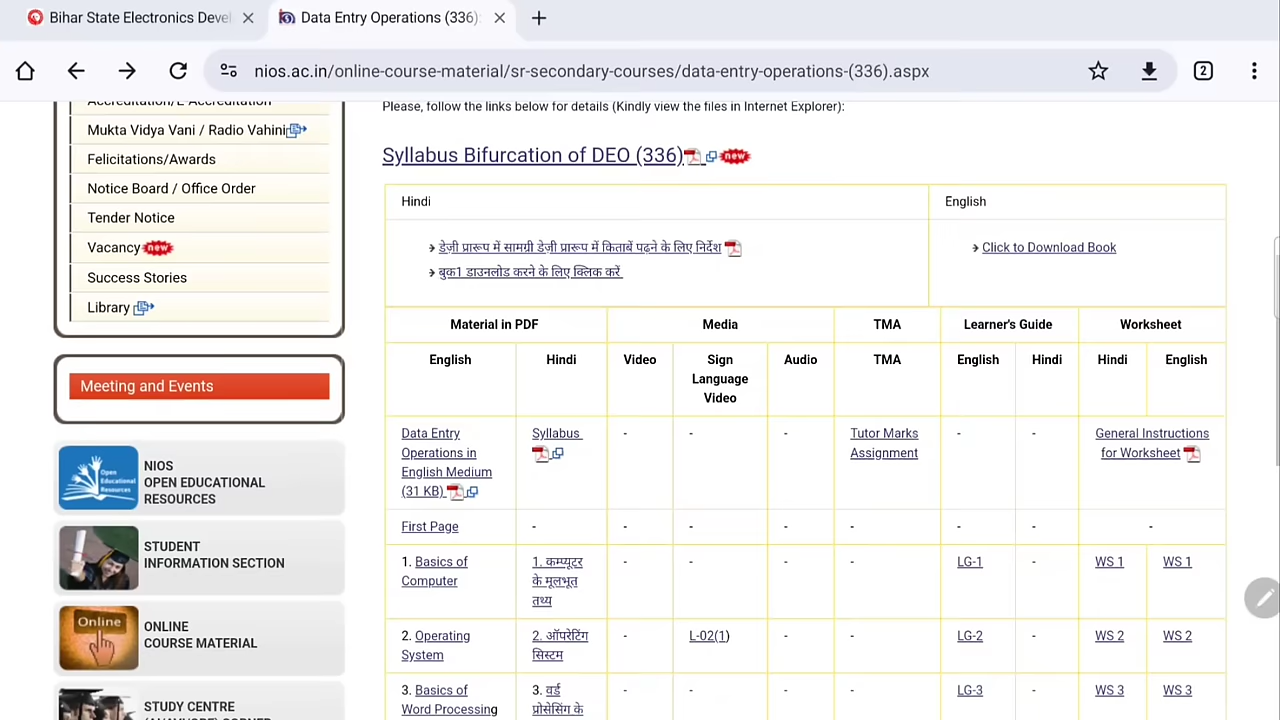 Bihar State Electronics Devel
Data Entry Operations (336)
nios.ac.in/online-course-material/sr-secondary-courses/data-entry-operations-(336).aspx
2
Accreditation/E-Accreditation
Mukta Vidya Vani / Radio Vahini
Felicitations/Awards
Notice Board / Office Order
Tender Notice
Vacancy new
Success Stories
Library
Meeting and Events
Open
Educational
Resources
NIOS
OPEN EDUCATIONAL
RESOURCES
STUDENT
INFORMATION SECTION
Online
ONLINE
COURSE MATERIAL
STUDY CENTRE
Please, follow the links below for details (Kindly view the files in Internet Explorer):
Syllabus Bifurcation of DEO (336) new
Hindi English
डेज़ी प्रारूप में सामग्री डेज़ी प्रारूप में किताबें पढ़ने के लिए निर्देश
बुक1 डाउनलोड करने के लिए क्लिक करें
Click to Download Book
Material in PDF Media TMA Learner's Guide Worksheet
English Hindi Video Sign Language Video Audio TMA English Hindi Hindi English
Data Entry
Operations in
English Medium
(31 KB)
Syllabus
- - -
Tutor Marks
Assignment
- -
General Instructions
for Worksheet
First Page - - - - - - - -
1. Basics of
Computer
1. कम्प्यूटर
के मूलभूत
तथ्य
- - - - LG-1 - WS 1 WS 1
2. Operating
System
2. ऑपरेटिंग
सिस्टम
- L-02(1) - - LG-2 - WS 2 WS 2
3. Basics of
Word Processing
3. वर्ड
प्रोसेसिंग के
- - - - LG-3 - WS 3 WS 3